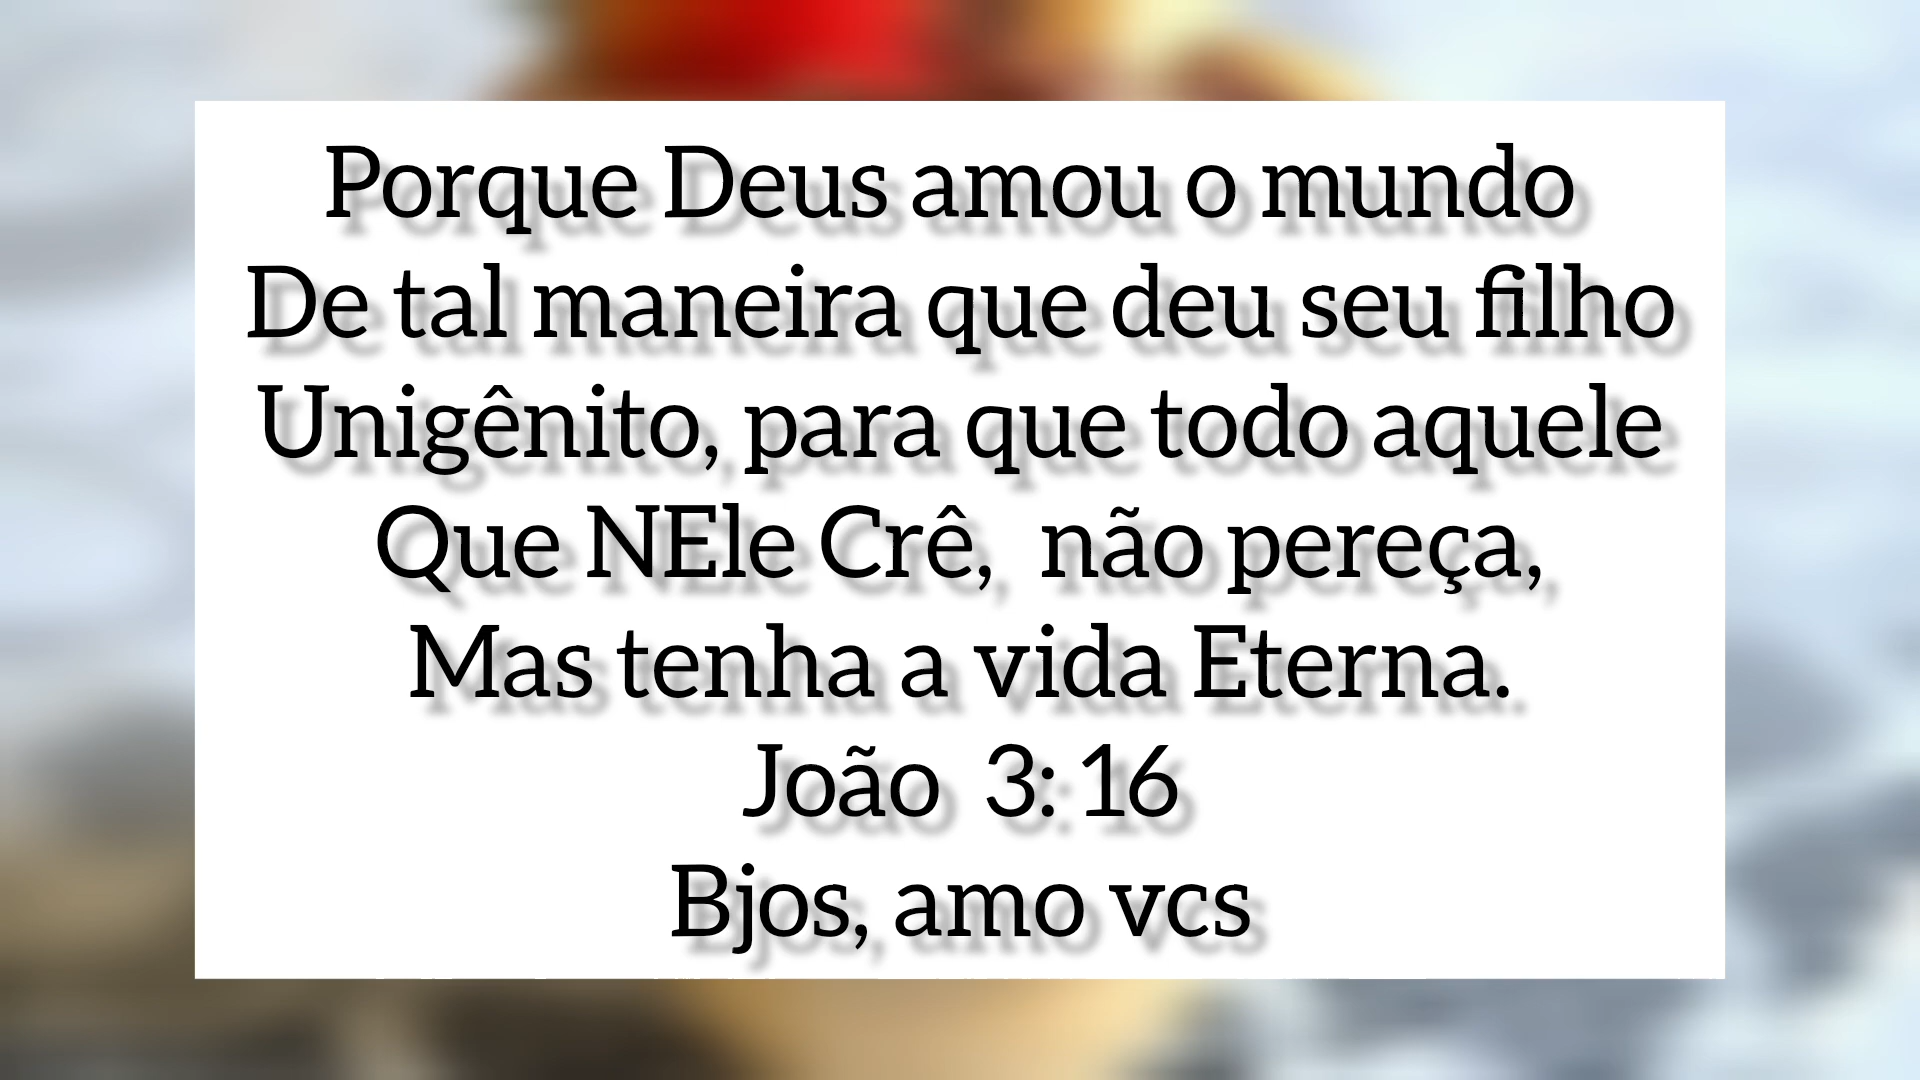 Porque Deus amou o mundo
De tal maneira que deu seu filho
Unigênito, para que todo aquele
Que NEle Crê,  não pereça,
Mas tenha a vida Eterna.
João  3: 16
Bjos, amo vcs